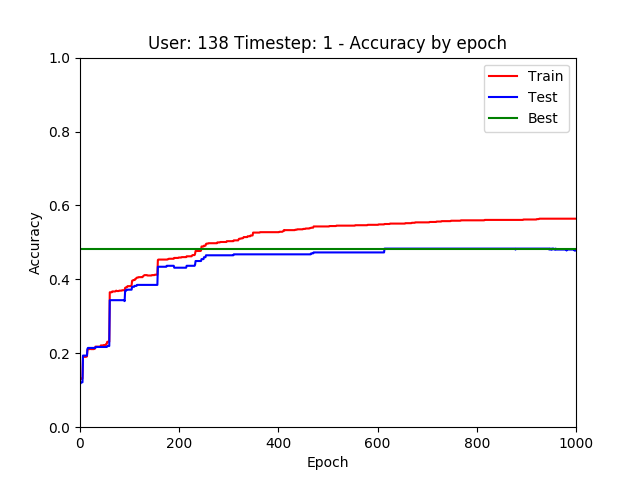 User: 138 Timestep: 1 - Accuracy by epoch
Train
Test
Best
1.0
0.8
0.6
0.4
0.2
0.0
Accuracy
0 200 400 600 800 1000
Epoch